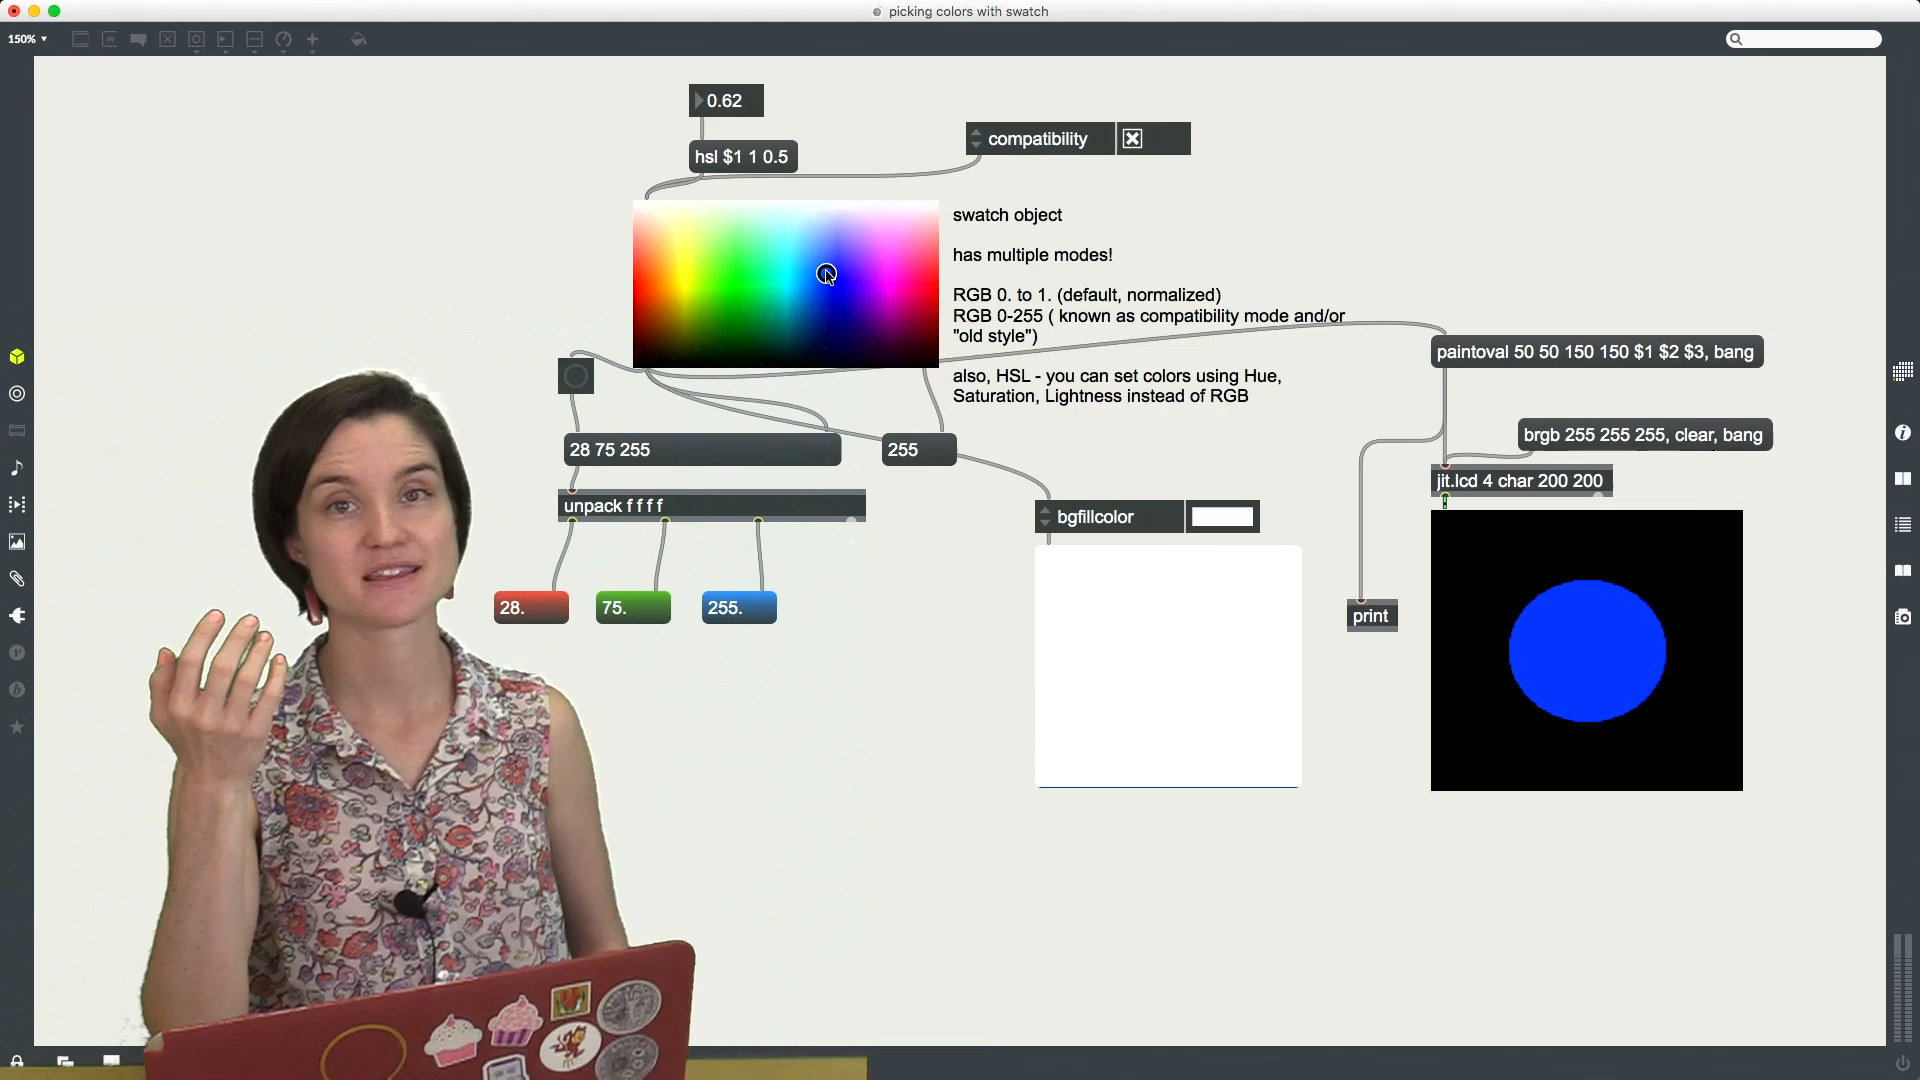 picking colors with swatch
150%
0.62
hsl $1 1 0.5
compatibility
swatch object
has multiple modes!
RGB 0. to 1. (default, normalized)
RGB 0-255 ( known as compatibility mode and/or
"old style")
also, HSL - you can set colors using Hue,
Saturation, Lightness instead of RGB
paintoval 50 50 150 150 $1 $2 $3, bang
brgb 255 255 255, clear, bang
28 75 255
255
jit.lcd 4 char 200 200
unpack f f f f
bgfillcolor
28.
75.
255.
print